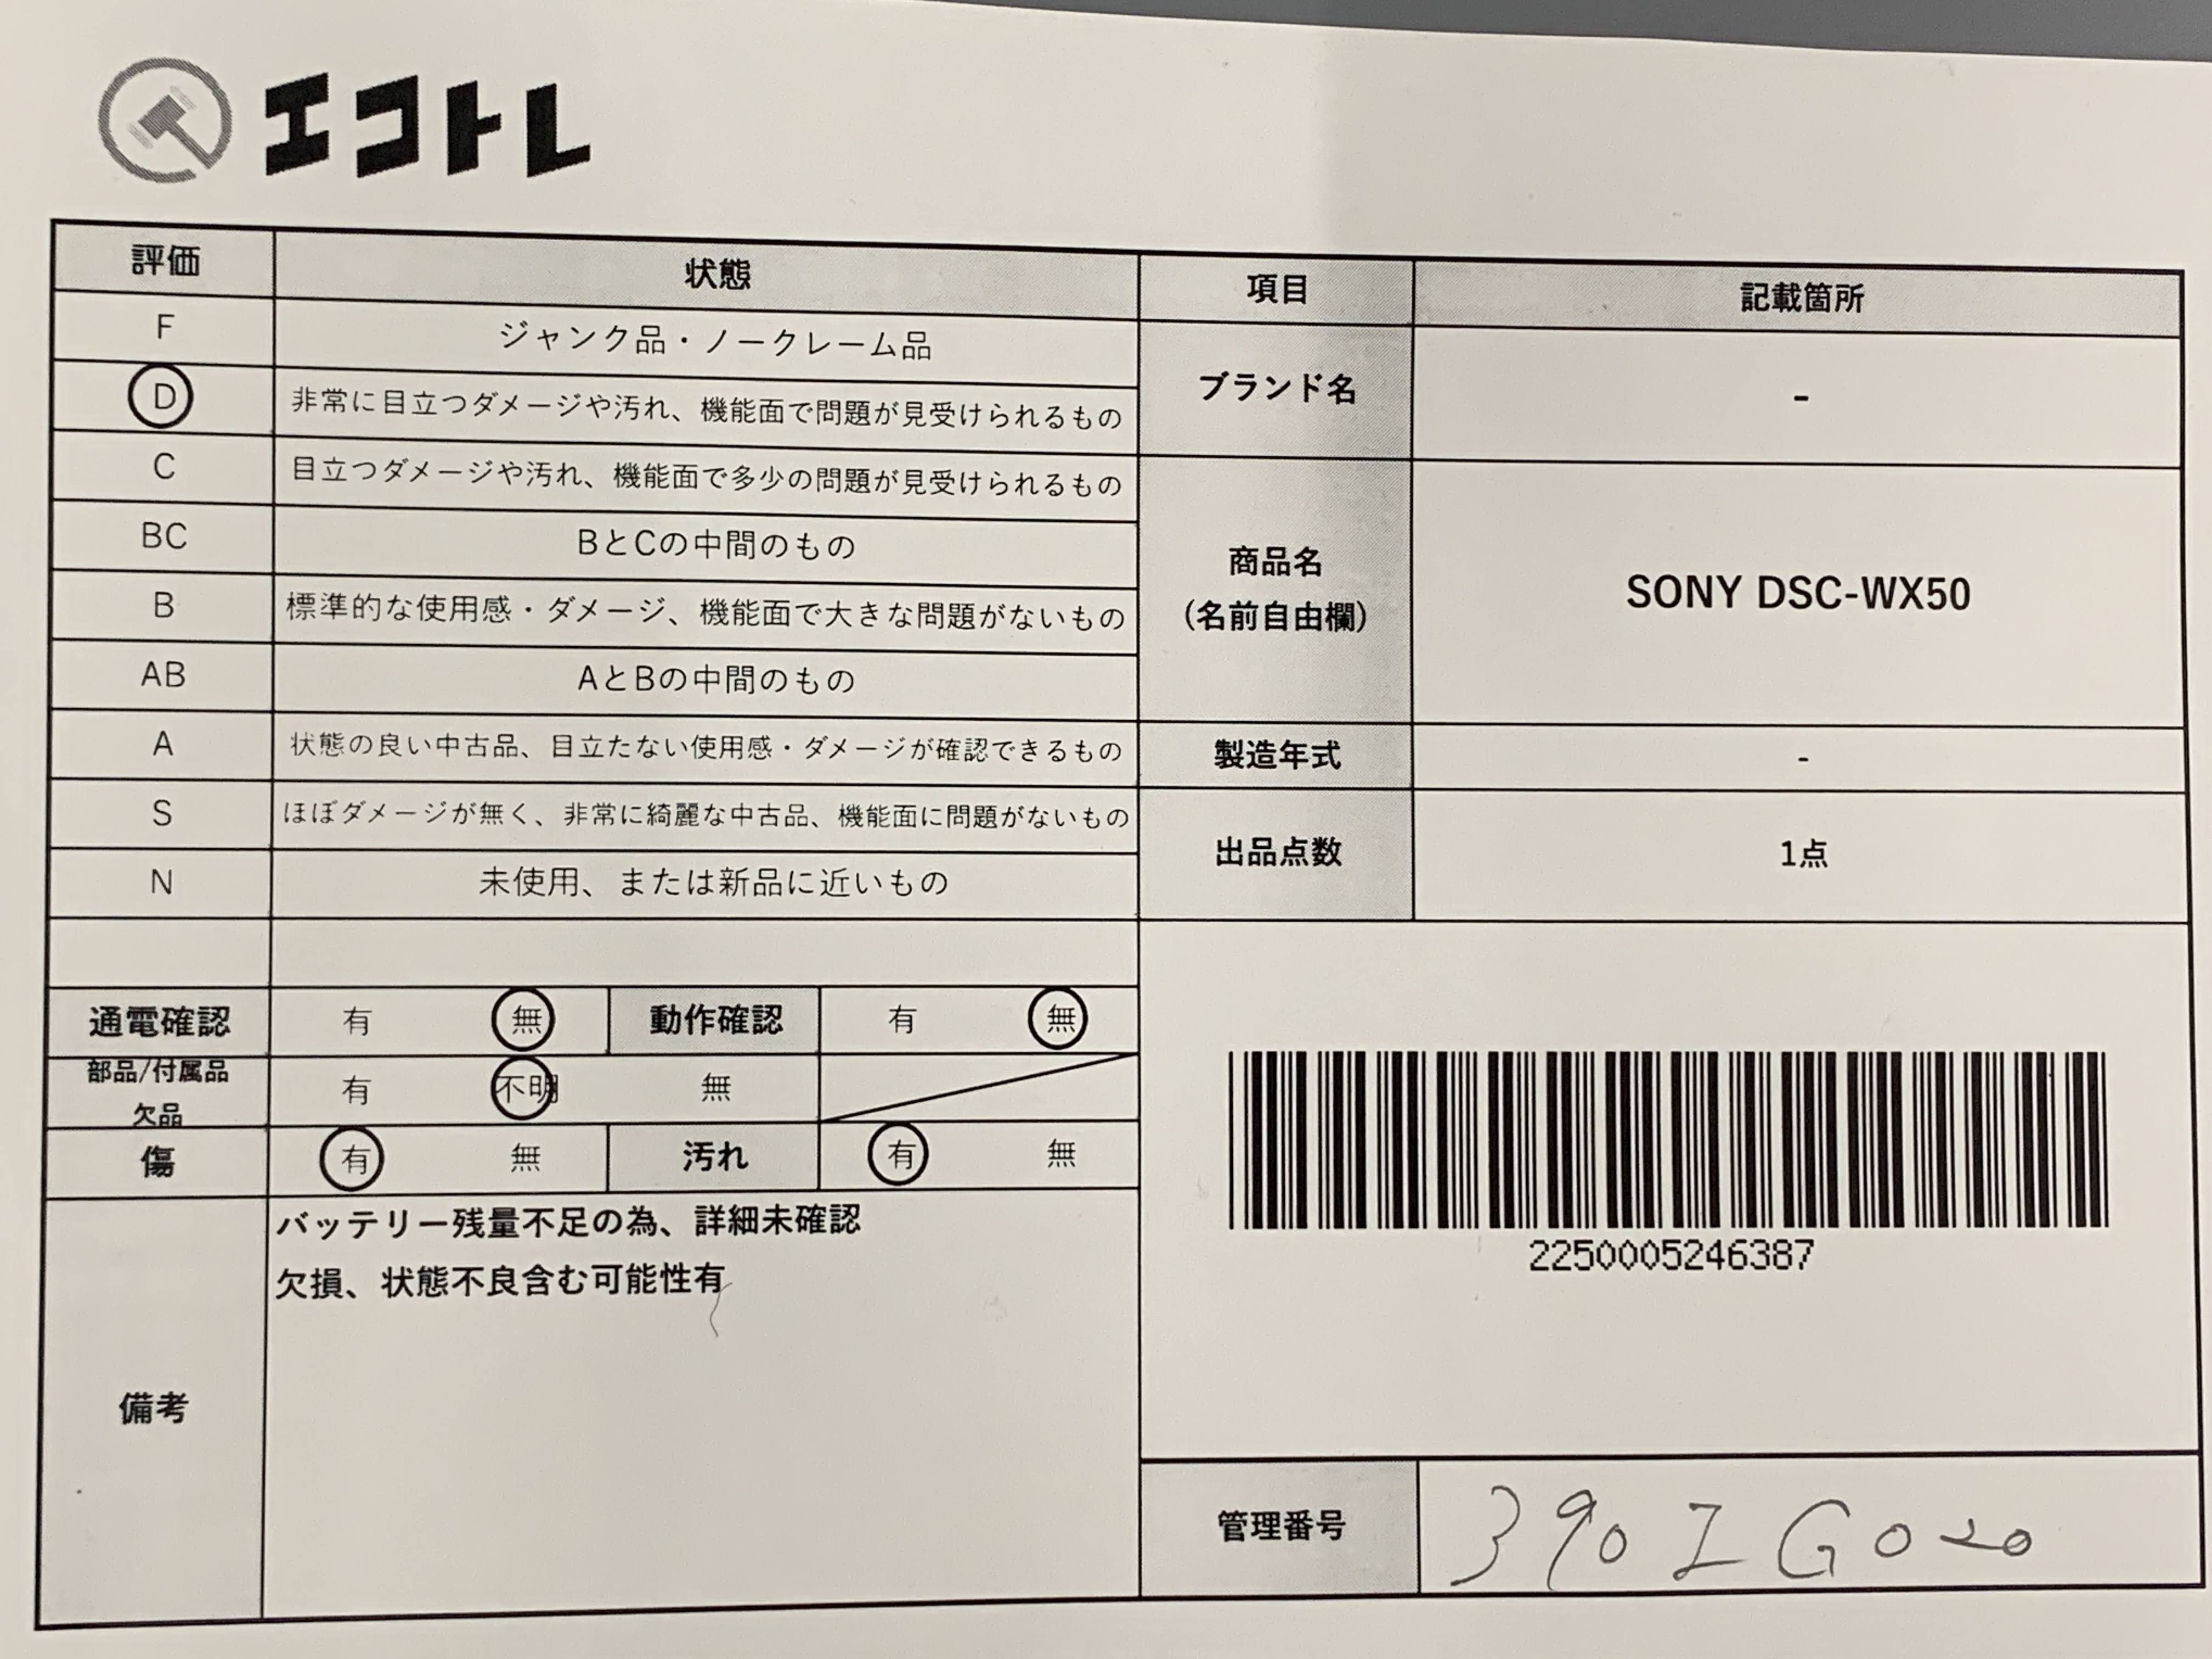 エコトレ
評価 状態 項目 記載箇所
F ジャンク品・ノークレーム品
D 非常に目立つダメージや汚れ、機能面で問題が見受けられるもの
ブランド名 -
C 目立つダメージや汚れ、機能面で多少の問題が見受けられるもの
BC BとCの中間のもの
B 標準的な使用感・ダメージ、機能面で大きな問題がないもの
商品名
(名前自由欄)
SONY DSC-WX50
AB AとBの中間のもの
A 状態の良い中古品、目立たない使用感・ダメージが確認できるもの
製造年式 -
S ほぼダメージが無く、非常に綺麗な中古品、機能面に問題がないもの
出品点数 1点
N 未使用、または新品に近いもの
通電確認 有 無 動作確認 有 無
部品/付属品
欠品
有 不明 無
傷 有 無 汚れ 有 無
備考
バッテリー残量不足の為、詳細未確認
欠損、状態不良含む可能性有
2250005246387
管理番号 390IG020